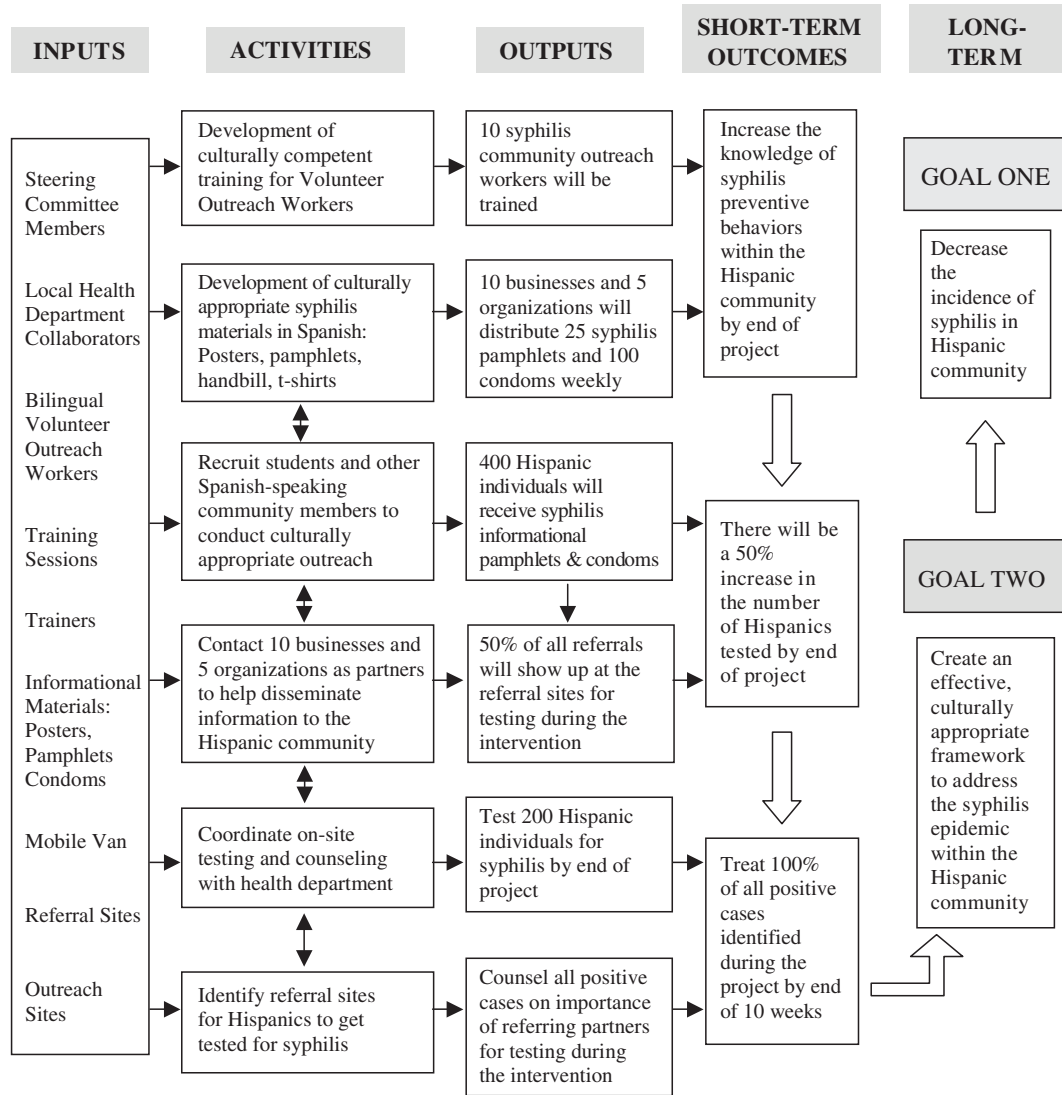 INPUTS
ACTIVITIES
OUTPUTS
SHORT-TERM
OUTCOMES
LONG-
TERM
Steering
Committee
Members
Local Health
Department
Collaborators
Bilingual
Volunteer
Outreach
Workers
Training
Sessions
Trainers
Informational
Materials:
Posters,
Pamphlets
Condoms
Mobile Van
Referral Sites
Outreach
Sites
Development of
culturally competent
training for Volunteer
Outreach Workers
Development of culturally
appropriate syphilis
materials in Spanish:
Posters, pamphlets,
handbill, t-shirts
Recruit students and other
Spanish-speaking
community members to
conduct culturally
appropriate outreach
Contact 10 businesses and
5 organizations as partners
to help disseminate
information to the
Hispanic community
Coordinate on-site
testing and counseling
with health department
Identify referral sites
for Hispanics to get
tested for syphilis
10 syphilis
community outreach
workers will be
trained
10 businesses and 5
organizations will
distribute 25 syphilis
pamphlets and 100
condoms weekly
400 Hispanic
individuals will
receive syphilis
informational
pamphlets & condoms
50% of all referrals
will show up at the
referral sites for
testing during the
intervention
Test 200 Hispanic
individuals for
syphilis by end of
project
Counsel all positive
cases on importance
of referring partners
for testing during
the intervention
Increase the
knowledge of
syphilis
preventive
behaviors
within the
Hispanic
community
by end of
project
There will be
a 50%
increase in
the number
of Hispanics
tested by end
of project
Treat 100%
of all positive
cases
identified
during the
project by end
of 10 weeks
GOAL ONE
Decrease
the
incidence of
syphilis in
Hispanic
community
GOAL TWO
Create an
effective,
culturally
appropriate
framework
to address
the syphilis
epidemic
within the
Hispanic
community